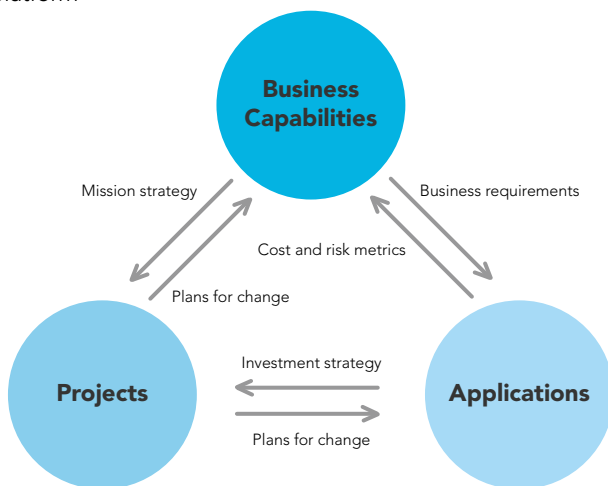 Business
Capabilities
Mission strategy
Business requirements
Cost and risk metrics
Plans for change
Investment strategy
Projects
Applications
Plans for change